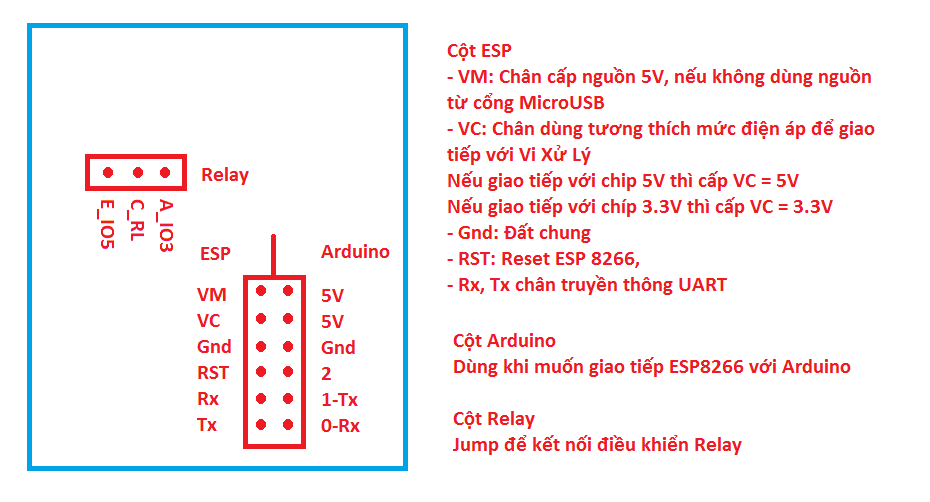 Relay
E_IO5
C_RL
A_IO3
ESP
Arduino
VM
5V
VC
5V
Gnd
Gnd
RST
2
Rx
1-Tx
Tx
0-Rx
Cột ESP
- VM: Chân cấp nguồn 5V, nếu không dùng nguồn
từ cổng MicroUSB
- VC: Chân dùng tương thích mức điện áp để giao
tiếp với Vi Xử Lý
Nếu giao tiếp với chip 5V thì cấp VC = 5V
Nếu giao tiếp với chíp 3.3V thì cấp VC = 3.3V
- Gnd: Đất chung
- RST: Reset ESP 8266,
- Rx, Tx chân truyền thông UART
Cột Arduino
Dùng khi muốn giao tiếp ESP8266 với Arduino
Cột Relay
Jump để kết nối điều khiển Relay